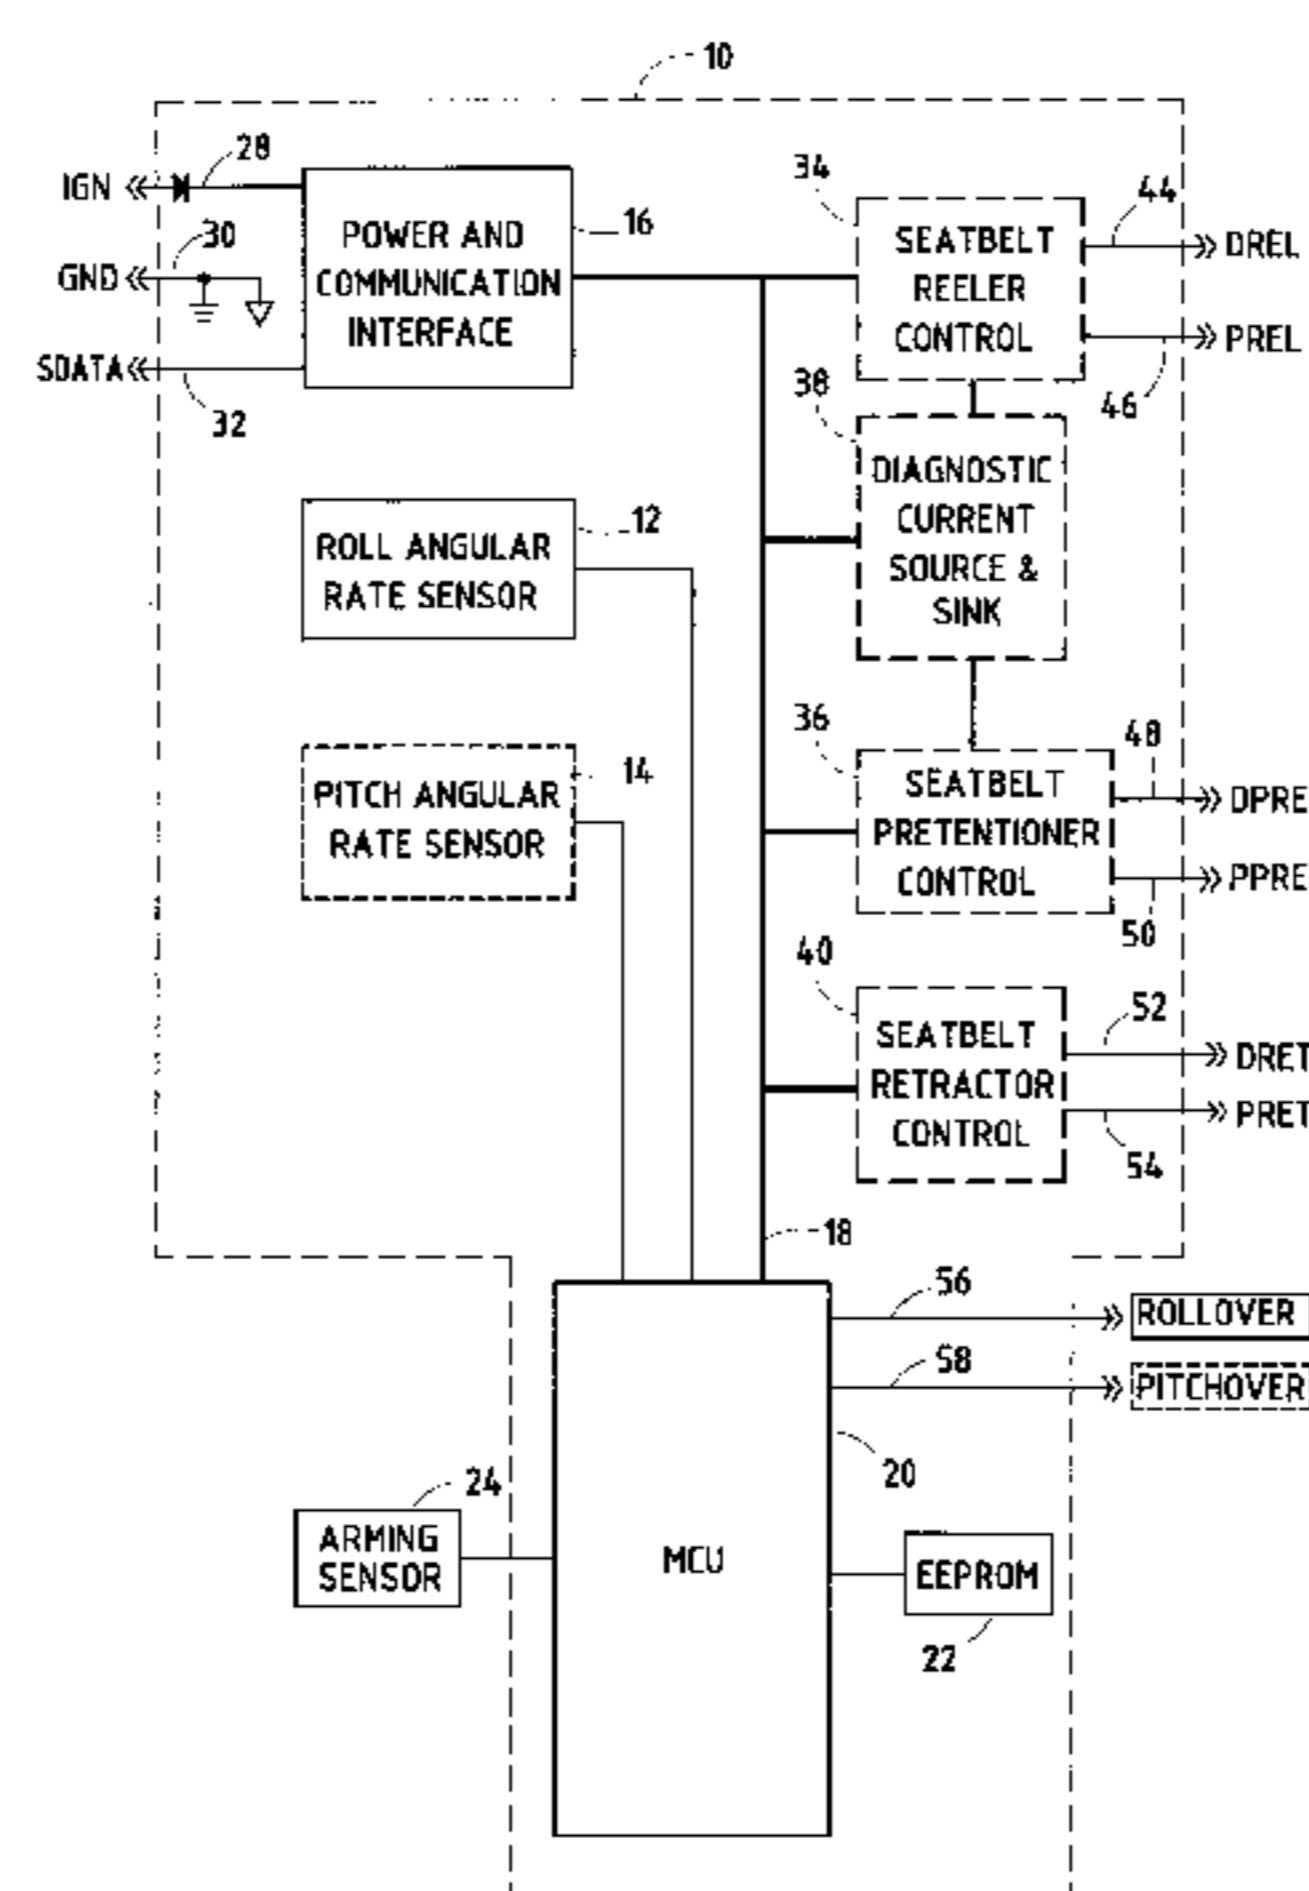 10
IGN
28
GND
30
SDATA
32
POWER AND
COMMUNICATION
INTERFACE
16
34
SEATBELT
REELER
CONTROL
44
DREL
PREL
46
38
DIAGNOSTIC
CURRENT
SOURCE &
SINK
ROLL ANGULAR
RATE SENSOR
12
PITCH ANGULAR
RATE SENSOR
14
36
SEATBELT
PRETENTIONER
CONTROL
48
DPRE
PPRE
50
40
SEATBELT
RETRACTOR
CONTROL
52
DRET
PRET
54
18
56
ROLLOVER
58
PITCHOVER
20
24
ARMING
SENSOR
MCU
EEPROM
22